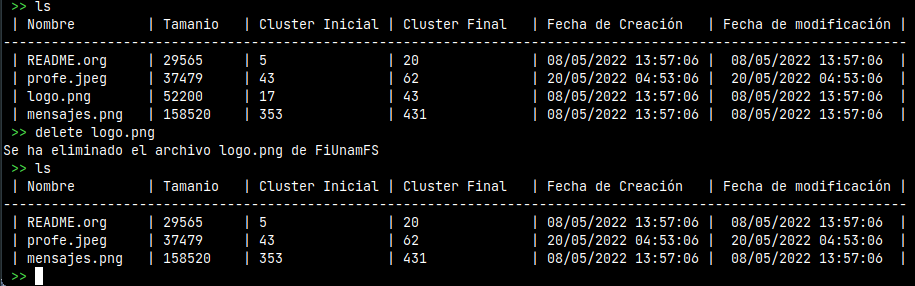 >> ls
| Nombre | Tamanio | Cluster Inicial | Cluster Final | Fecha de Creación | Fecha de modificación |
-----------------------------------------------------------------------------------------------------------------
| README.org | 29565 | 5 | 20 | 08/05/2022 13:57:06 | 08/05/2022 13:57:06 |
| profe.jpeg | 37479 | 43 | 62 | 20/05/2022 04:53:06 | 20/05/2022 04:53:06 |
| logo.png | 52200 | 17 | 43 | 08/05/2022 13:57:06 | 08/05/2022 13:57:06 |
| mensajes.png | 158520 | 353 | 431 | 08/05/2022 13:57:06 | 08/05/2022 13:57:06 |
>> delete logo.png
Se ha eliminado el archivo logo.png de FiUnamFS
>> ls
| Nombre | Tamanio | Cluster Inicial | Cluster Final | Fecha de Creación | Fecha de modificación |
-----------------------------------------------------------------------------------------------------------------
| README.org | 29565 | 5 | 20 | 08/05/2022 13:57:06 | 08/05/2022 13:57:06 |
| profe.jpeg | 37479 | 43 | 62 | 20/05/2022 04:53:06 | 20/05/2022 04:53:06 |
| mensajes.png | 158520 | 353 | 431 | 08/05/2022 13:57:06 | 08/05/2022 13:57:06 |
>>